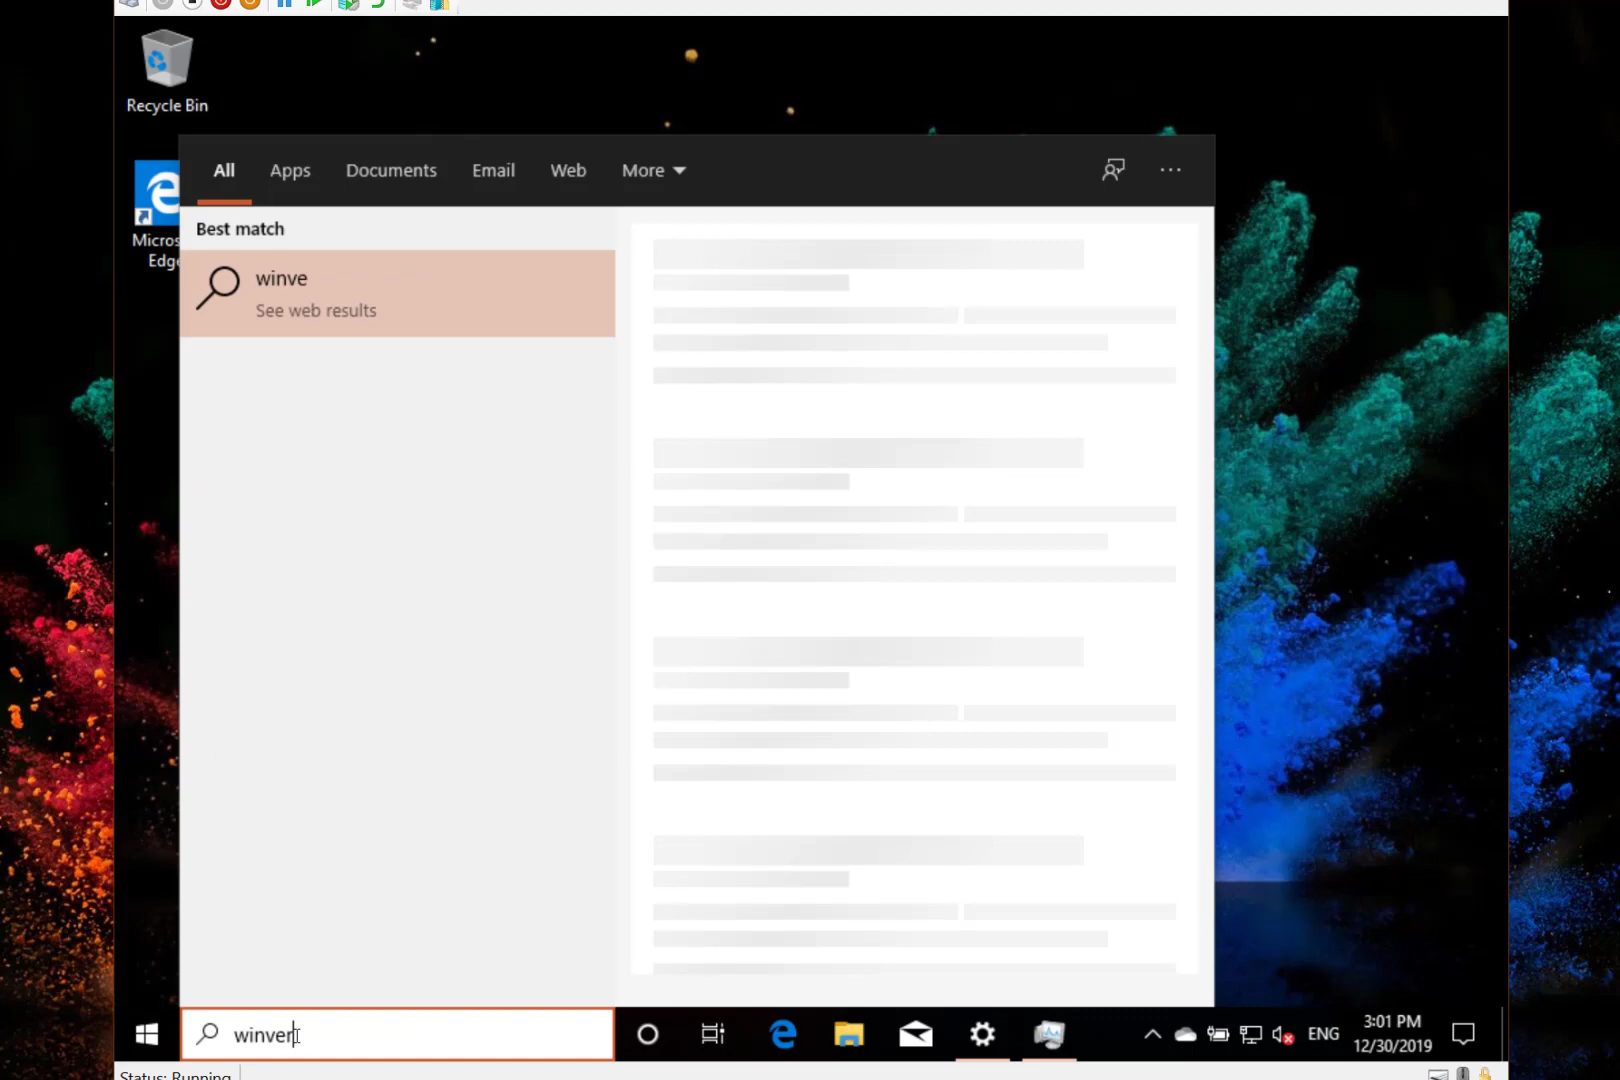 Recycle Bin
All Apps Documents Email Web More
Best match
winve
See web results
Micros
Edge
winver
ENG
3:01 PM
12/30/2019
Status: Running